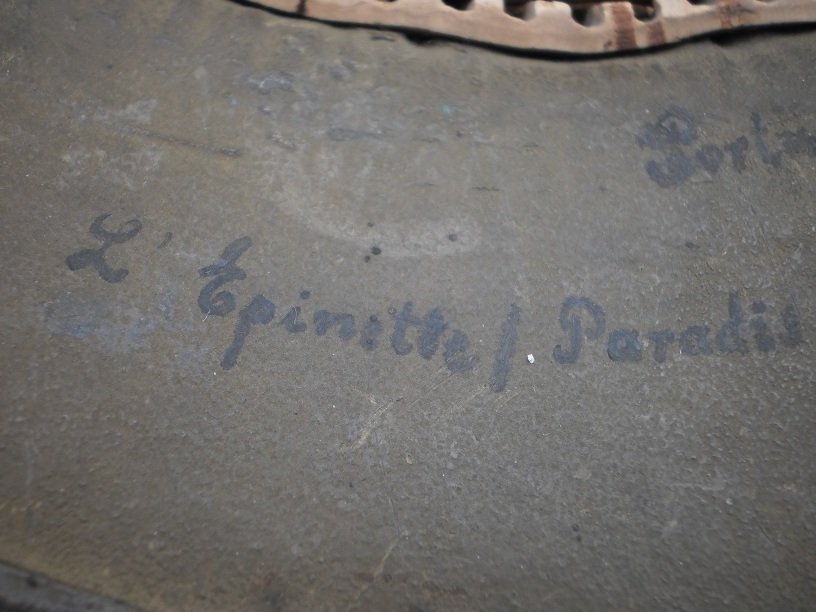 L' Epinette / Paradis